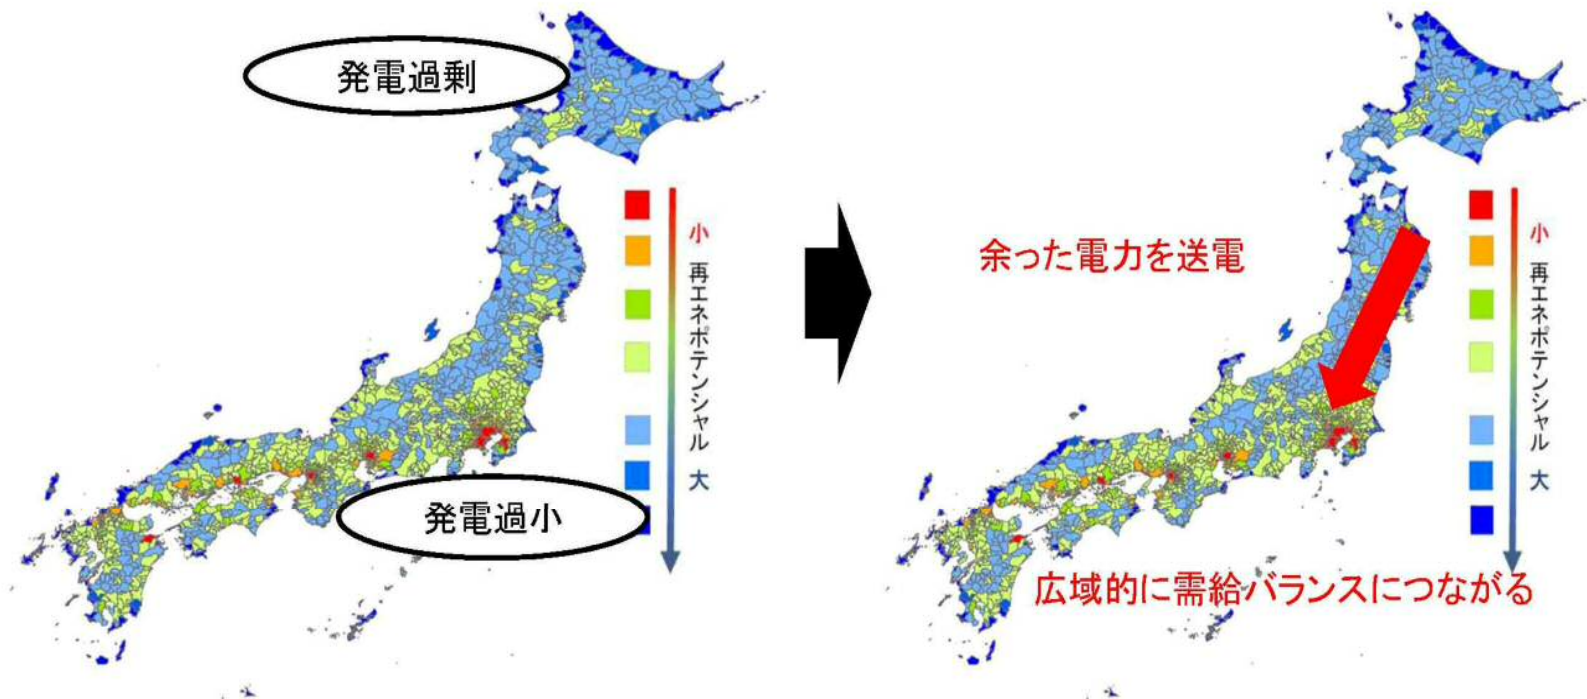 発電過剰
小
再エネポテンシャル
大
発電過小
余った電力を送電
小
再エネポテンシャル
大
広域的に需給バランスにつながる